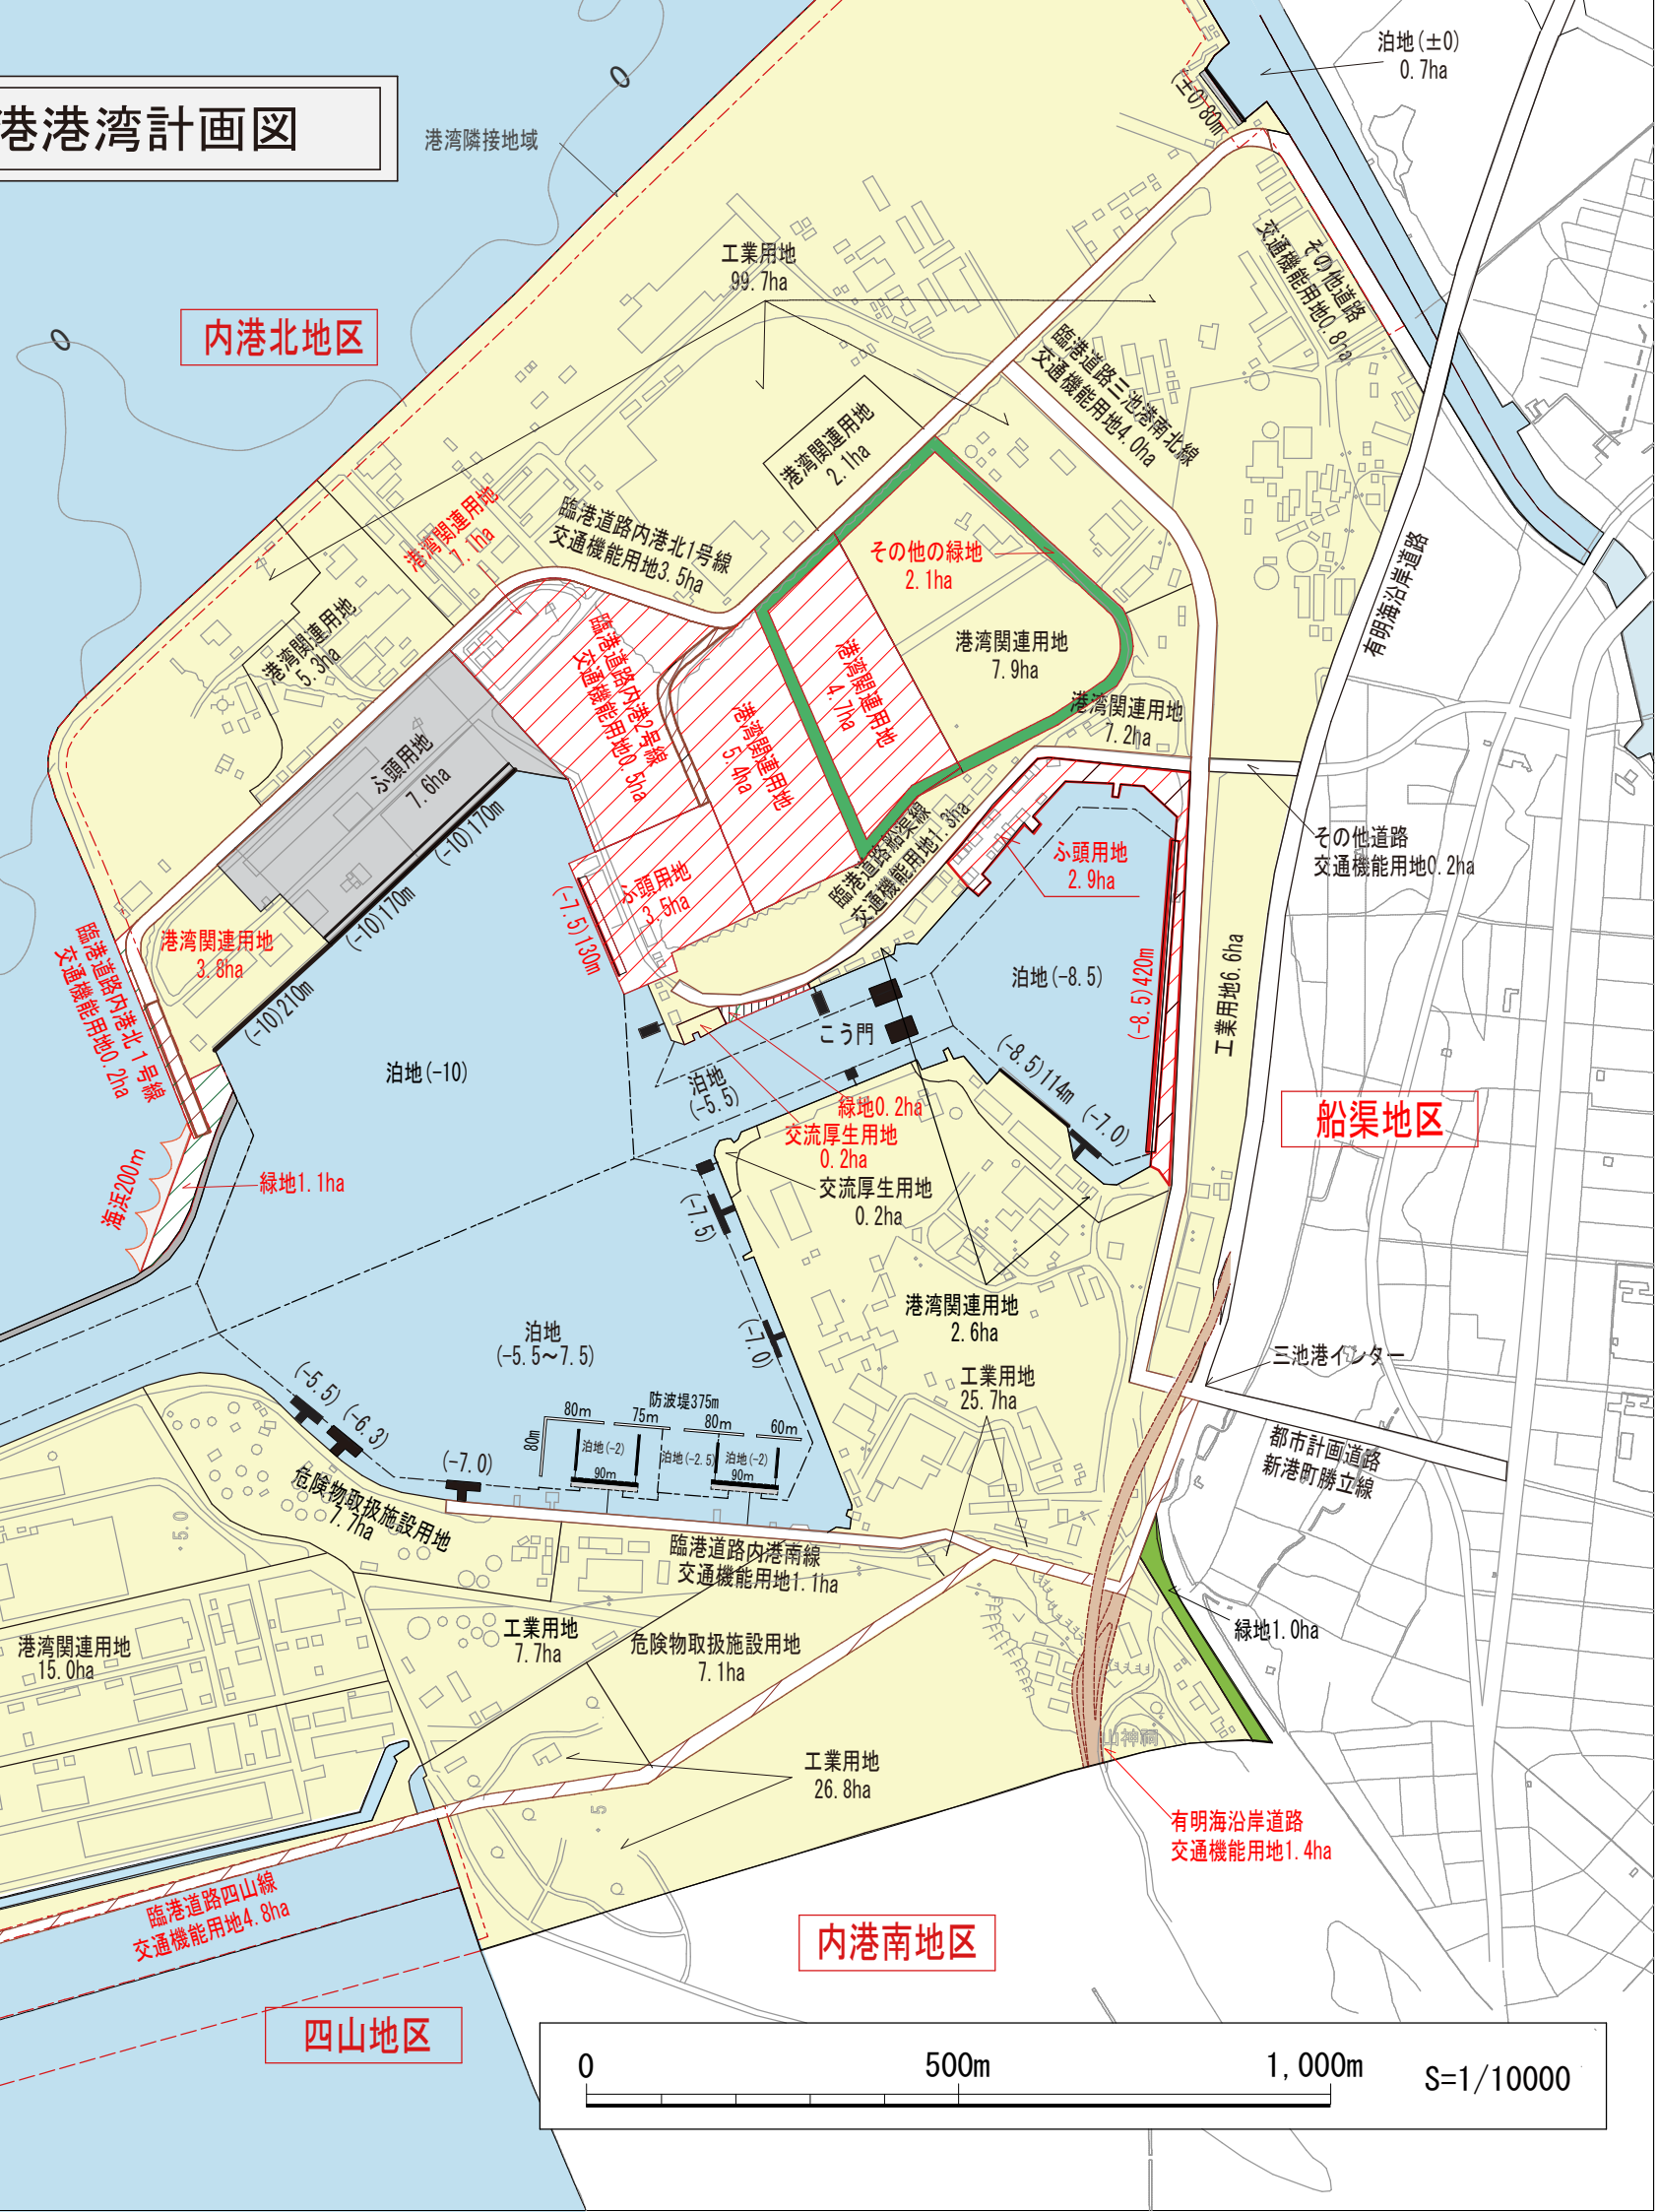 港港湾計画図
港湾隣接地域
0
0
泊地(±0)
0.7ha
(±0)80m
内港北地区
工業用地
99.7ha
その他道路
交通機能用地0.8ha
臨港道路三池港南北線
交通機能用地4.0ha
港湾関連用地
2.1ha
港湾関連用地
7.1ha
臨港道路内港北1号線
交通機能用地3.5ha
その他の緑地
2.1ha
有明海沿岸道路
港湾関連用地
5.3ha
臨港道路内港2号線
交通機能用地0.5ha
港湾関連用地
4.7ha
港湾関連用地
7.9ha
港湾関連用地
7.2ha
港湾関連用地
5.4ha
ふ頭用地
7.6ha
(-10)170m
(-10)170m
(-10)210m
ふ頭用地
3.5ha
(-7.5)130m
臨港道路船渠線
交通機能用地1.3ha
ふ頭用地
2.9ha
その他道路
交通機能用地0.2ha
港湾関連用地
3.8ha
臨港道路内港北1号線
交通機能用地0.2ha
泊地(-8.5)
(-8.5)420m
工業用地6.6ha
こう門
泊地(-10)
泊地
(-5.5)
(-8.5)114m
(-7.0)
緑地0.2ha
交流厚生用地
0.2ha
船渠地区
海浜200m
緑地1.1ha
交流厚生用地
0.2ha
(-7.5)
港湾関連用地
2.6ha
泊地
(-5.5～7.5)
(-7.0)
三池港インター
工業用地
25.7ha
(-5.5)
(-6.3)
(-7.0)
防波堤375m
80m
75m
80m
60m
80m
泊地(-2)
泊地(-2.5)
泊地(-2)
90m
90m
都市計画道路
新港町勝立線
危険物取扱施設用地
7.7ha
臨港道路内港南線
交通機能用地1.1ha
5.0
港湾関連用地
15.0ha
工業用地
7.7ha
危険物取扱施設用地
7.1ha
緑地1.0ha
工業用地
26.8ha
5
有明海沿岸道路
交通機能用地1.4ha
臨港道路四山線
交通機能用地4.8ha
内港南地区
四山地区
0
500m
1,000m
S=1/10000